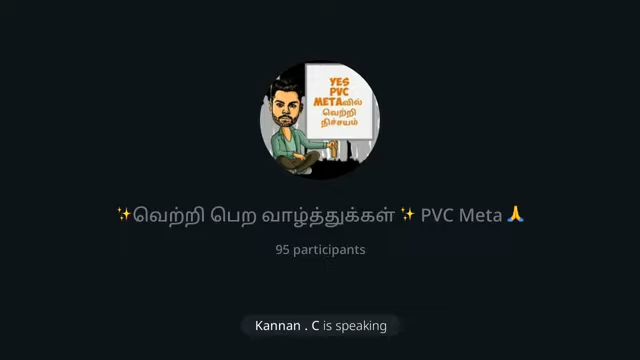 YES
PVC
METAவில்
வெற்றி
நிச்சயம்
✨வெற்றி பெற வாழ்த்துக்கள் ✨ PVC Meta 🙏
95 participants
Kannan . C is speaking